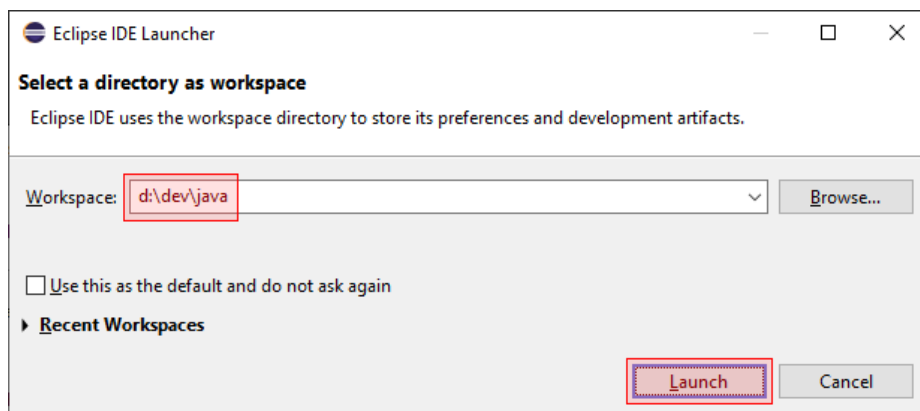 Eclipse IDE Launcher
Select a directory as workspace
Eclipse IDE uses the workspace directory to store its preferences and development artifacts.
Workspace: d:\dev\java Browse...
Use this as the default and do not ask again
Recent Workspaces
Launch Cancel